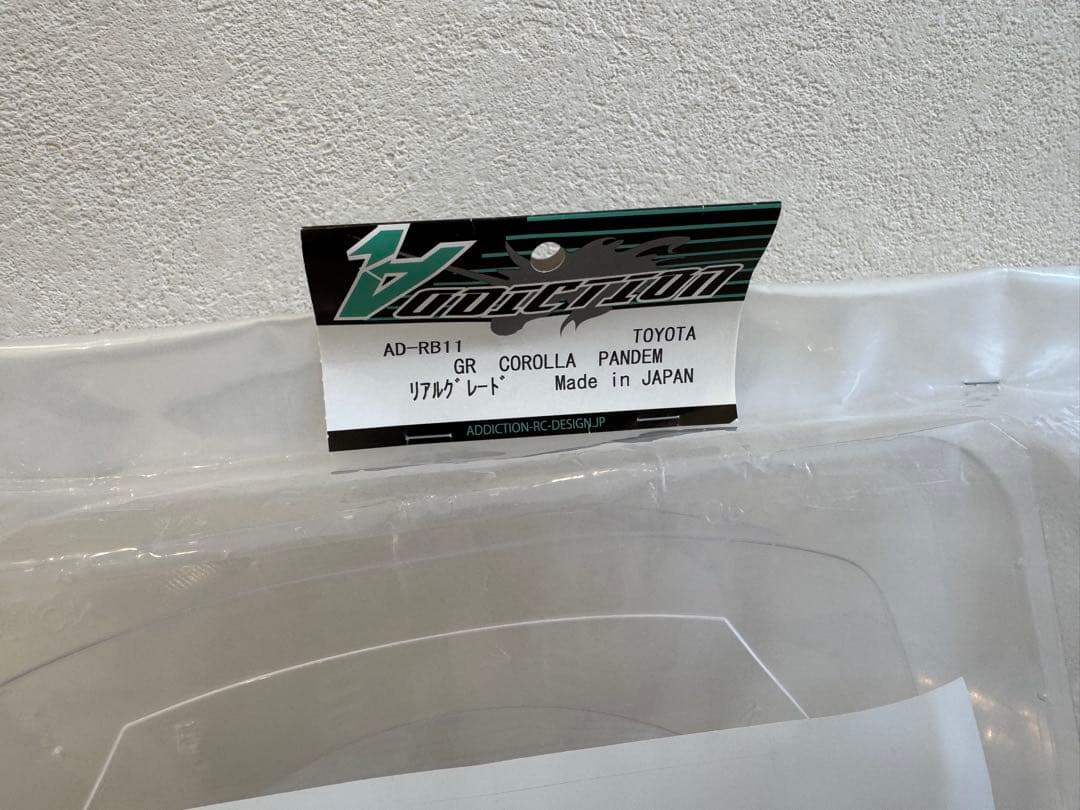 ADDICTION
AD-RB11 TOYOTA
GR COROLLA PANDEM
ﾘｱﾙｸﾞﾚｰﾄﾞ Made in JAPAN
ADDICTION-RC-DESIGN.JP